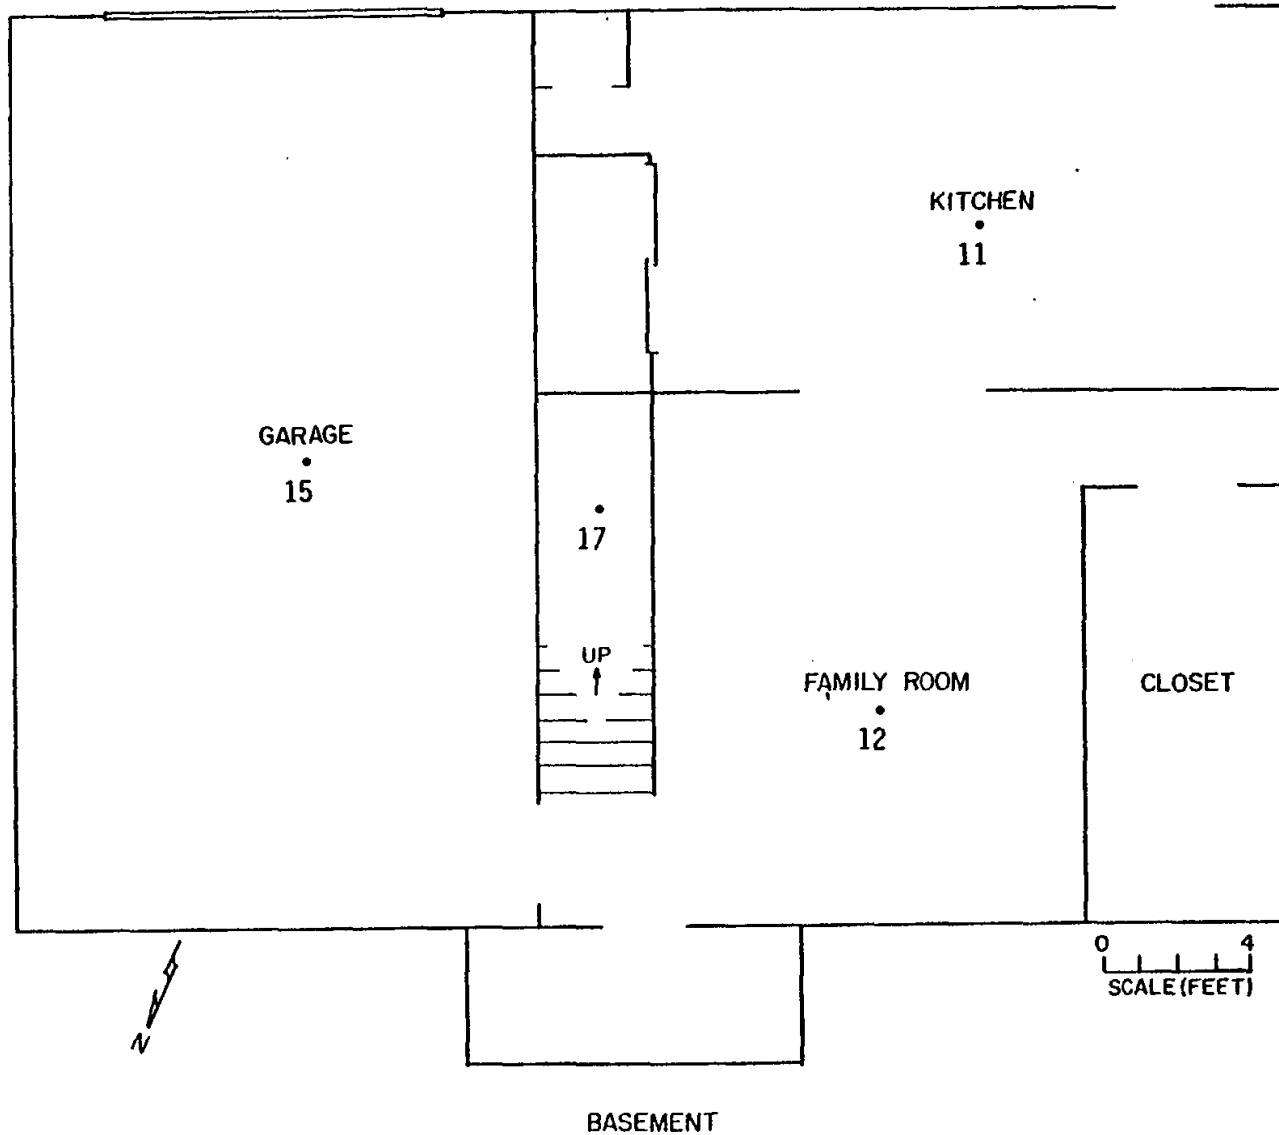 KITCHEN
11
GARAGE
15
17
UP
FAMILY ROOM
12
CLOSET
0 4
SCALE (FEET)
N
BASEMENT